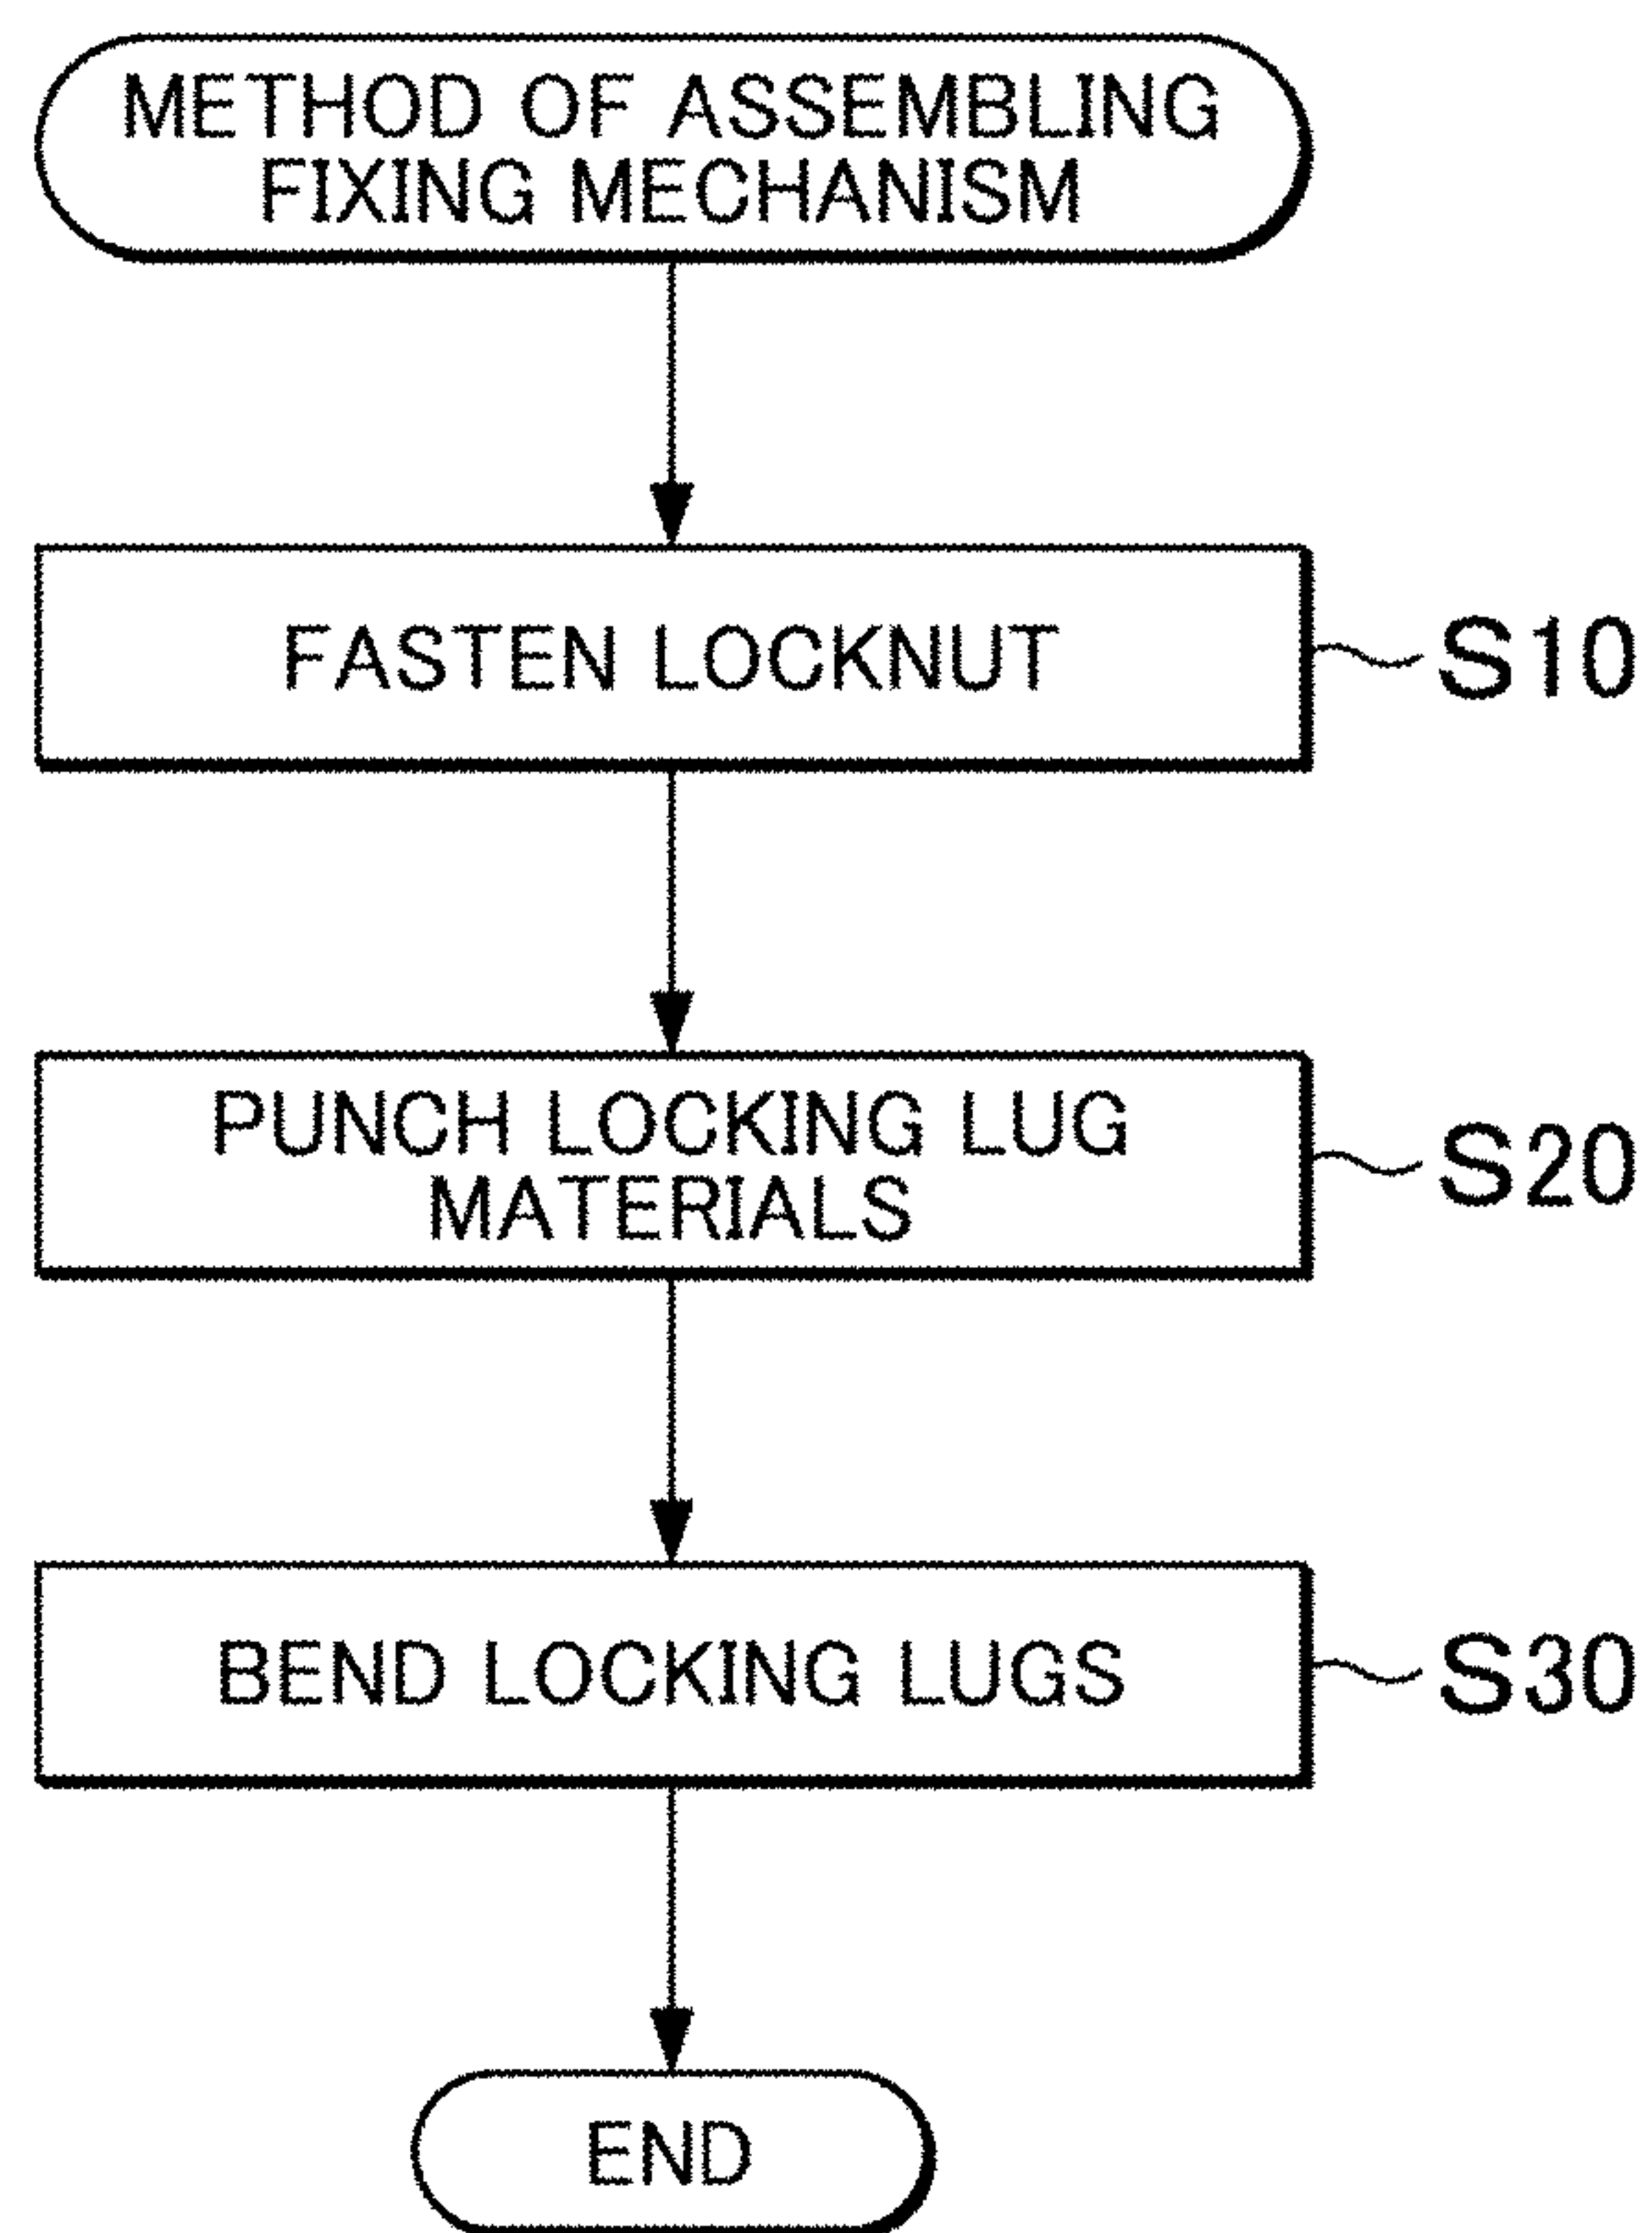 METHOD OF ASSEMBLING
FIXING MECHANISM
FASTEN LOCKNUT
S10
PUNCH LOCKING LUG
MATERIALS
S20
BEND LOCKING LUGS
S30
END